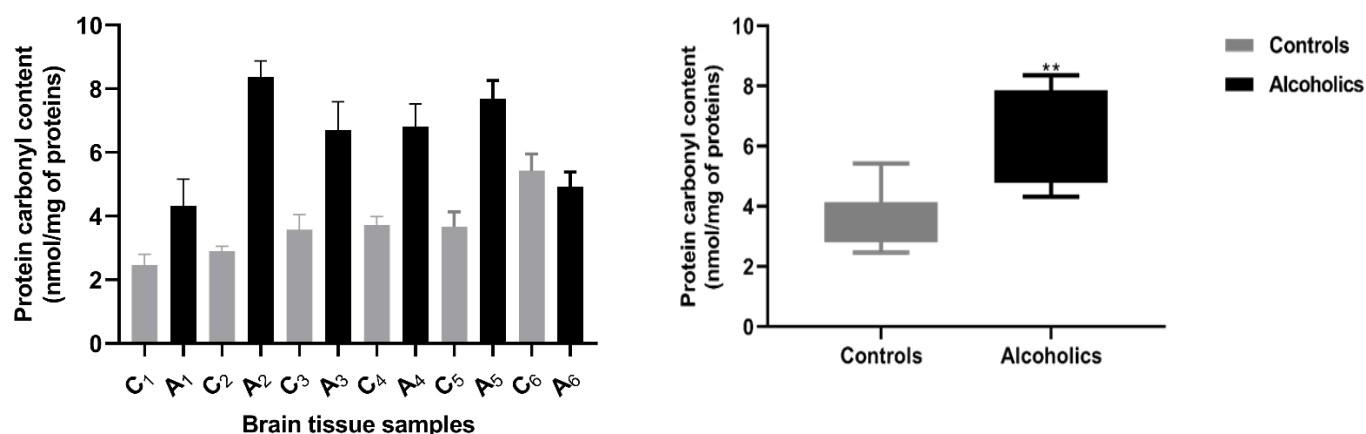 Protein carbonyl content
(nmol/mg of proteins)
10
8
6
4
2
0
C1 A1 C2 A2 C3 A3 C4 A4 C5 A5 C6 A6
Brain tissue samples
Protein carbonyl content
(nmol/mg of proteins)
10
8
6
4
2
0
**
Controls Alcoholics
Controls
Alcoholics